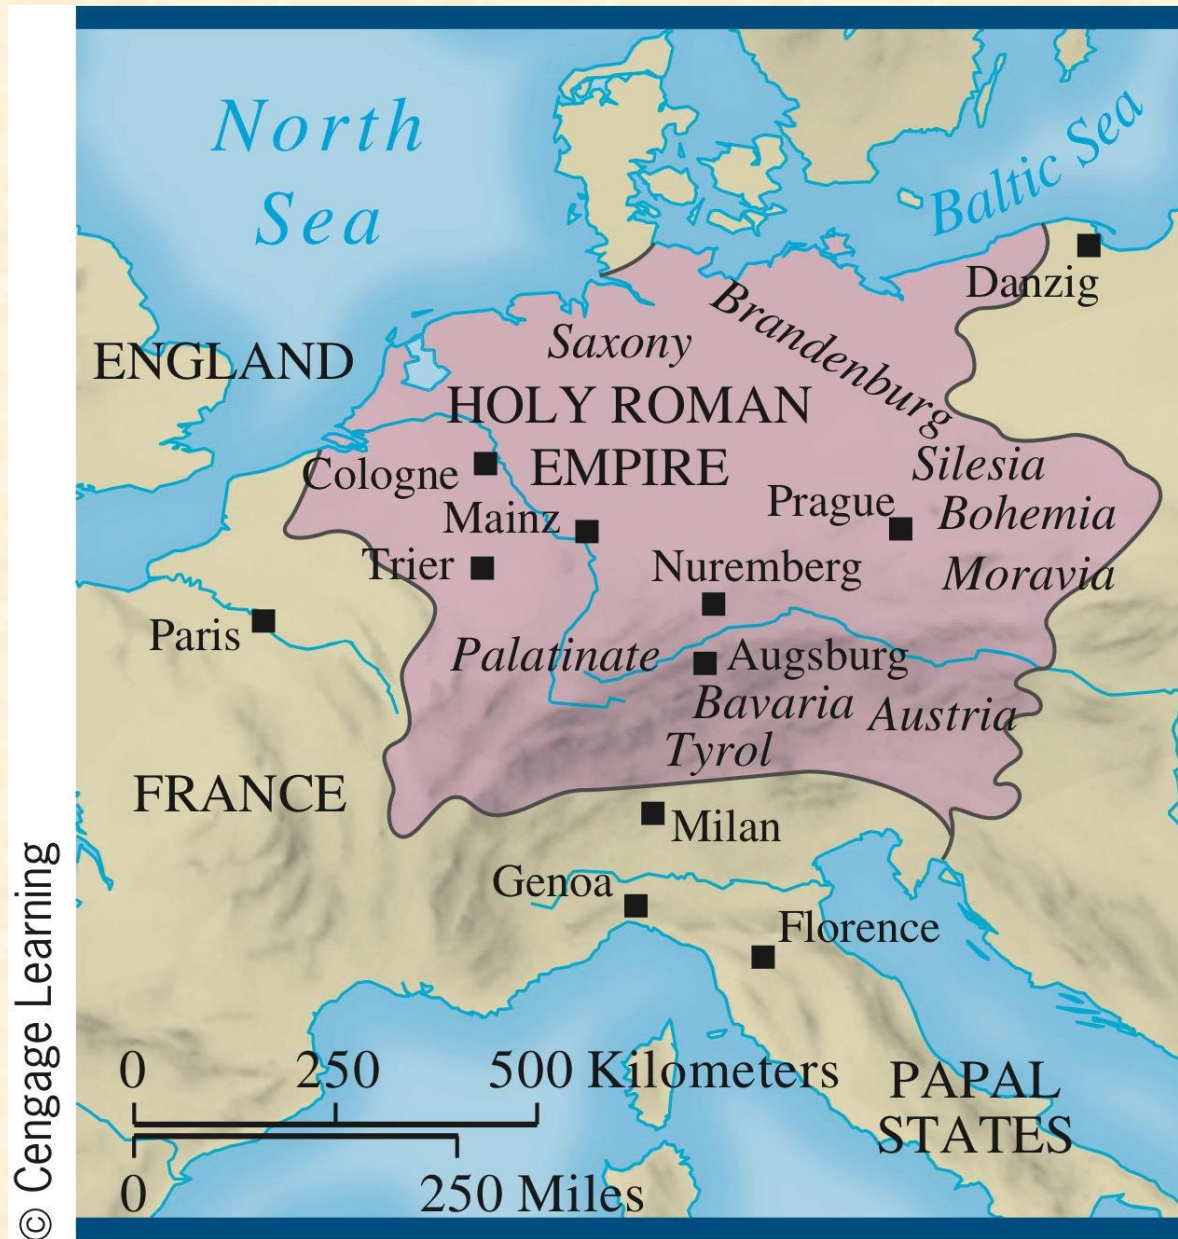 North
Sea
Baltic Sea
Danzig
Brandenburg
Saxony
ENGLAND
HOLY ROMAN
EMPIRE
Cologne
Silesia
Prague
Bohemia
Mainz
Trier
Nuremberg
Moravia
Paris
Palatinate
Augsburg
Bavaria
Austria
Tyrol
FRANCE
Milan
Genoa
Florence
PAPAL
STATES
0 250 500 Kilometers
0 250 Miles
© Cengage Learning